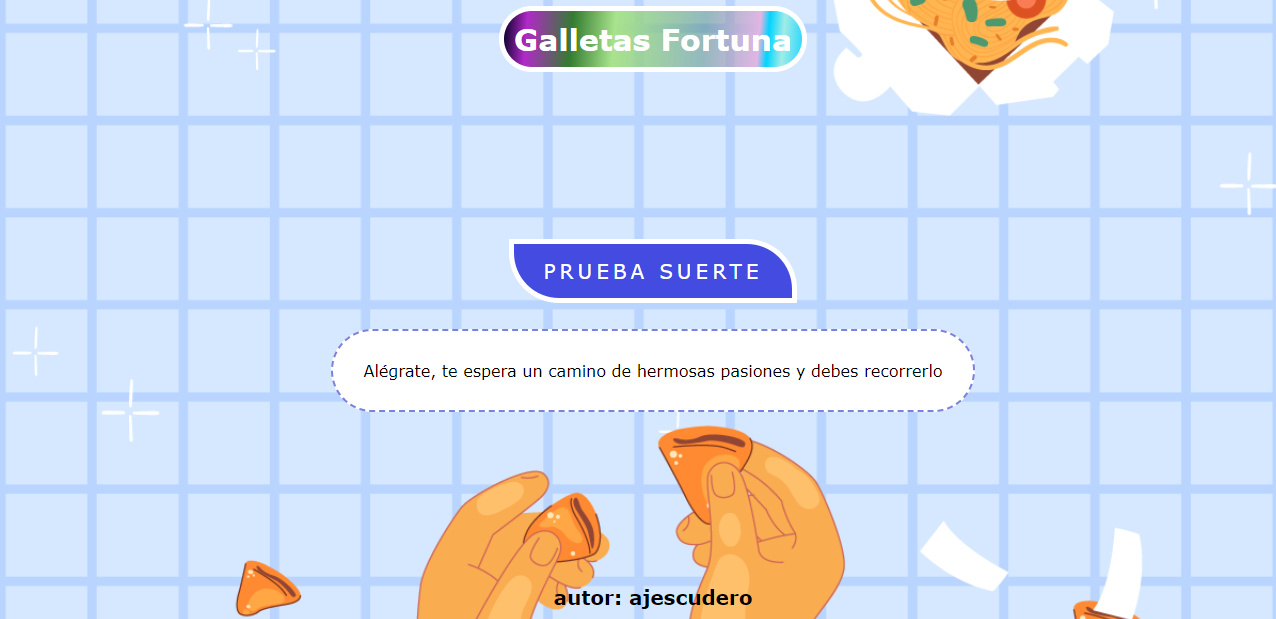 Galletas Fortuna
PRUEBA SUERTE
Alégrate, te espera un camino de hermosas pasiones y debes recorrerlo
autor: ajescudero